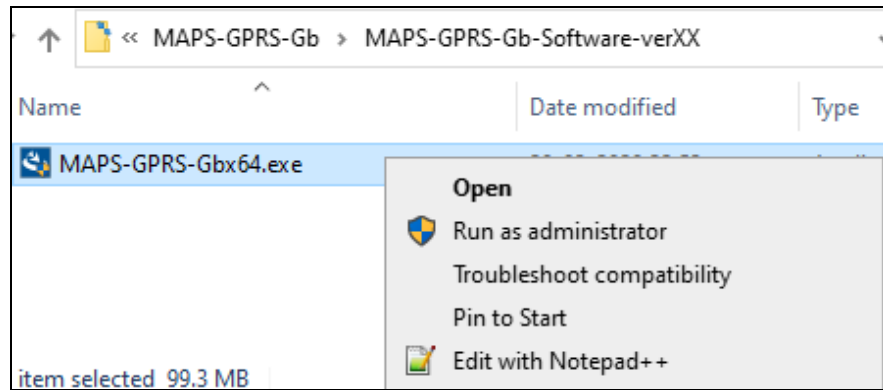 « MAPS-GPRS-Gb > MAPS-GPRS-Gb-Software-verXX
Name Date modified Type
MAPS-GPRS-Gbx64.exe
Open
Run as administrator
Troubleshoot compatibility
Pin to Start
Edit with Notepad++
item selected 99.3 MB